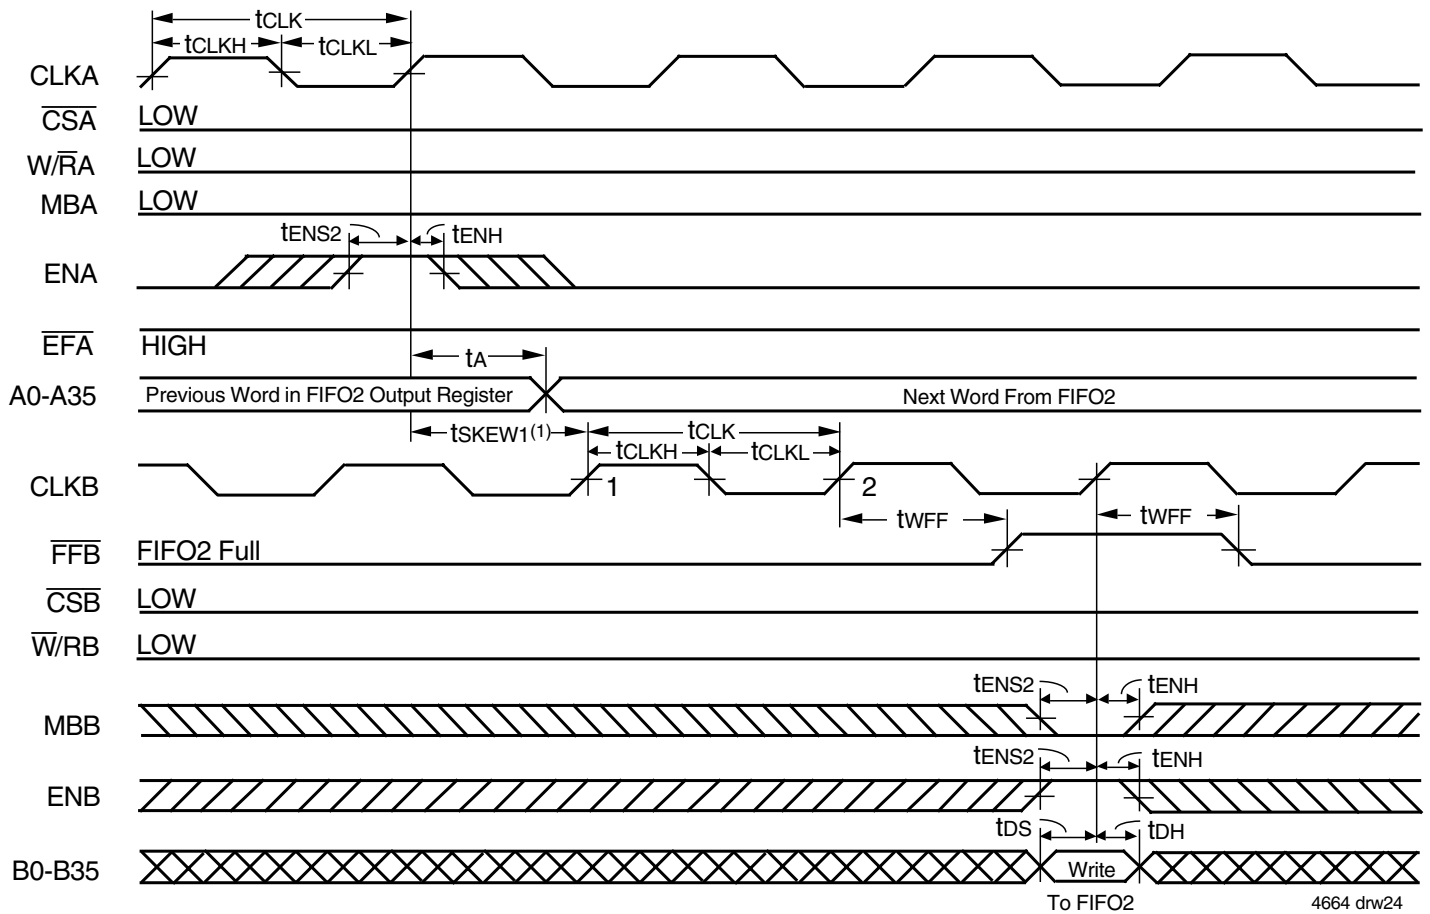 tCLK
tCLKH
tCLKL
CLKA
CSA
LOW
W/RA
LOW
MBA
LOW
tENS2
tENH
ENA
EFA
HIGH
tA
A0-A35
Previous Word in FIFO2 Output Register
Next Word From FIFO2
tSKEW1(1)
tCLK
tCLKH
tCLKL
CLKB
1
2
tWFF
tWFF
FFB
FIFO2 Full
CSB
LOW
W/RB
LOW
tENS2
tENH
MBB
tENS2
tENH
ENB
tDS
tDH
B0-B35
Write
To FIFO2
4664 drw24